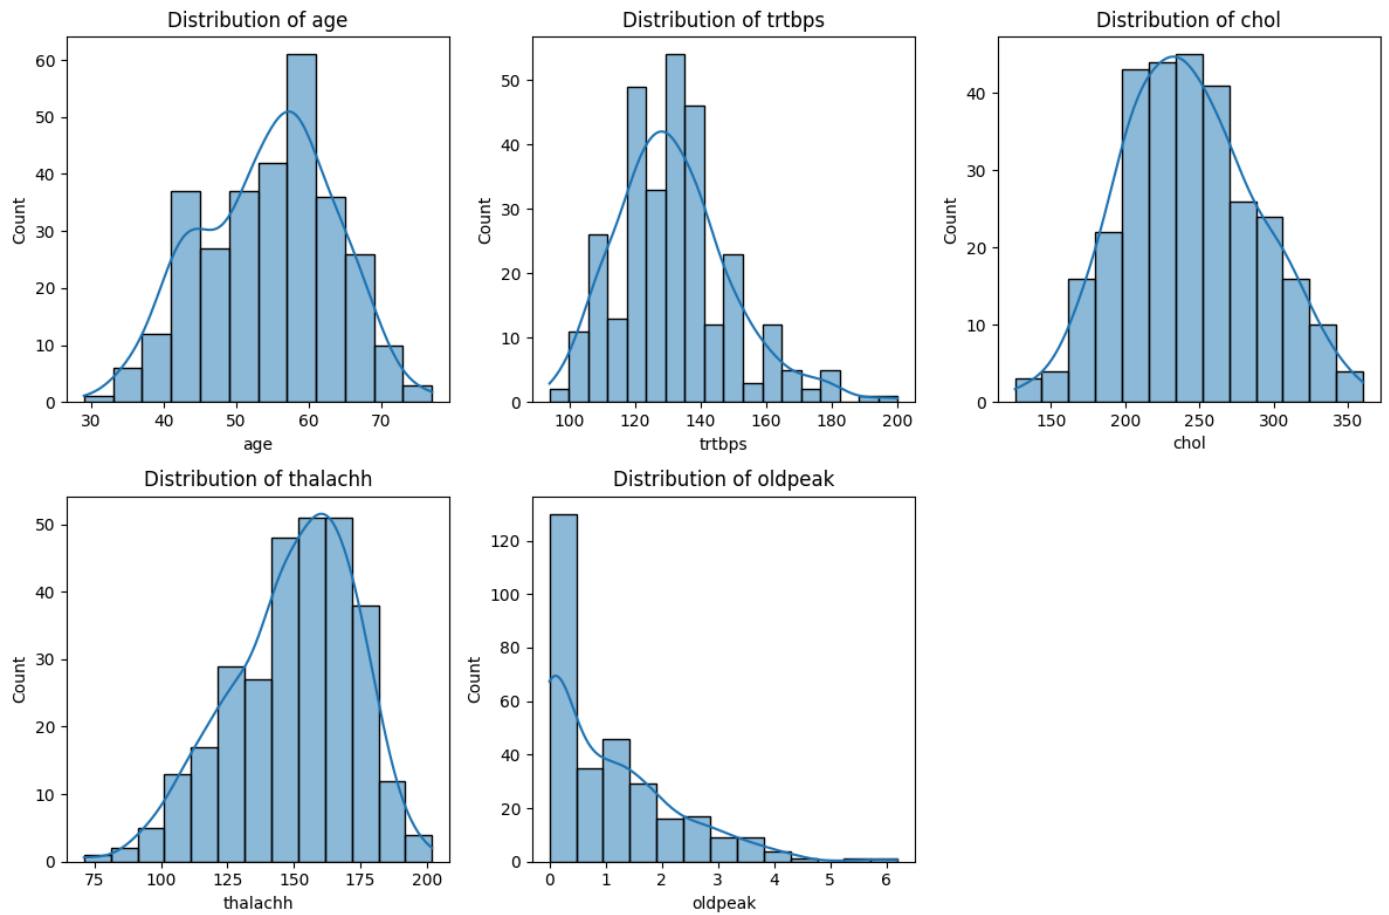 Distribution of age
60
50
40
30
20
10
0
Count
30 40 50 60 70
age
Distribution of trtbps
50
40
30
20
10
0
Count
100 120 140 160 180 200
trtbps
Distribution of chol
40
30
20
10
0
Count
150 200 250 300 350
chol
Distribution of thalachh
50
40
30
20
10
0
Count
75 100 125 150 175 200
thalachh
Distribution of oldpeak
120
100
80
60
40
20
0
Count
0 1 2 3 4 5 6
oldpeak